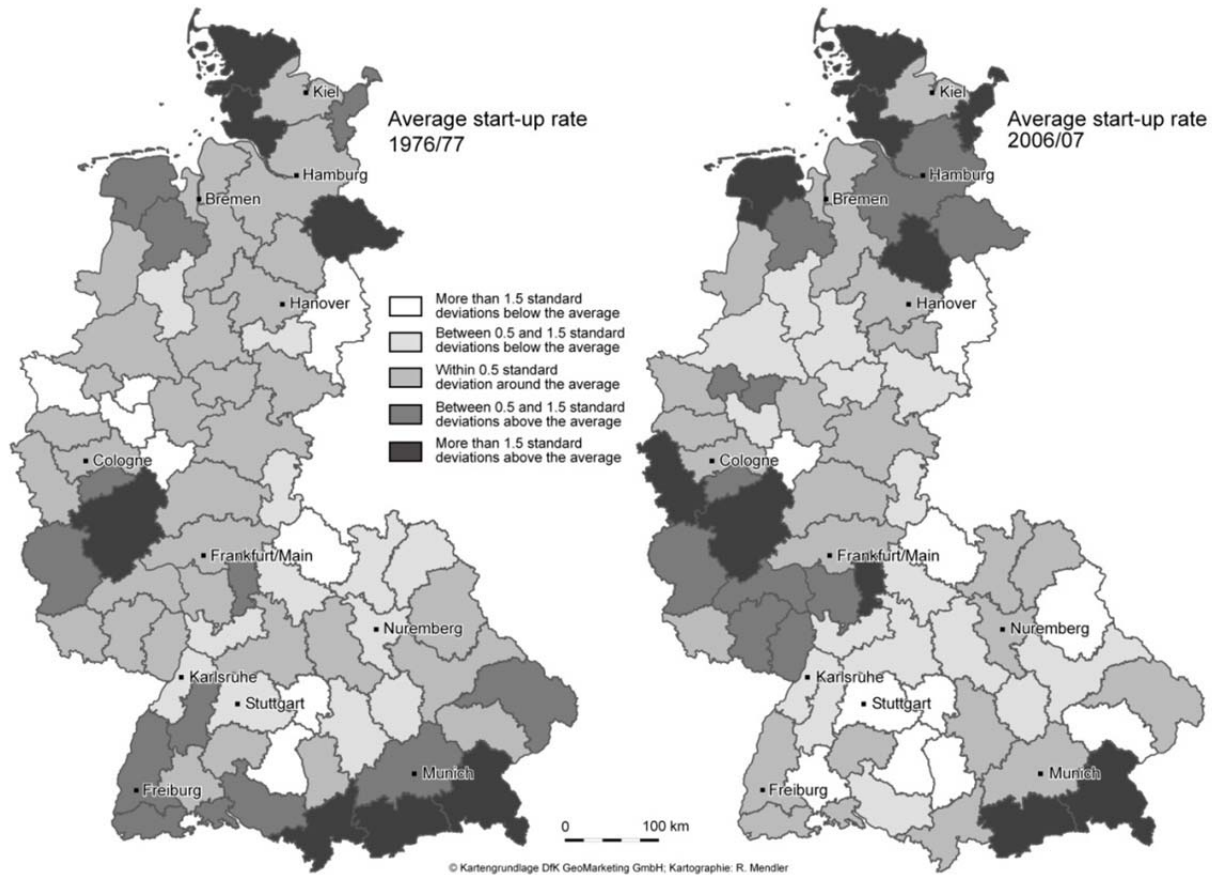 Average start-up rate
1976/77
Kiel
Hamburg
Bremen
Hanover
Cologne
Frankfurt/Main
Nuremberg
Karlsruhe
Stuttgart
Munich
Freiburg
More than 1.5 standard
deviations below the average
Between 0.5 and 1.5 standard
deviations below the average
Within 0.5 standard
deviation around the average
Between 0.5 and 1.5 standard
deviations above the average
More than 1.5 standard
deviations above the average
Average start-up rate
2006/07
Kiel
Hamburg
Bremen
Hanover
Cologne
Frankfurt/Main
Nuremberg
Karlsruhe
Stuttgart
Munich
Freiburg
0 100 km
© Kartengrundlage DfK GeoMarketing GmbH; Kartographie: R. Mendler